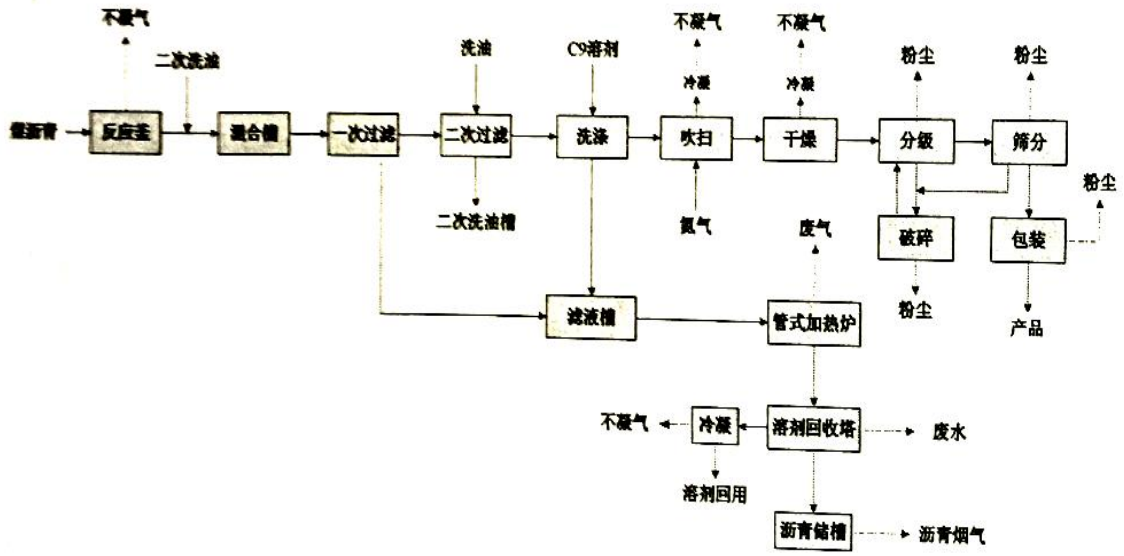 不凝气
二次洗油
洗油
C9溶剂
不凝气
不凝气
粉尘
粉尘
冷凝
冷凝
沥青
反应釜
混合槽
一次过滤
二次过滤
洗涤
吹扫
干燥
分级
筛分
粉尘
二次洗油槽
氮气
废气
破碎
包装
滤液槽
管式加热炉
粉尘
产品
不凝气
冷凝
溶剂回收塔
废水
溶剂回用
沥青储槽
沥青烟气